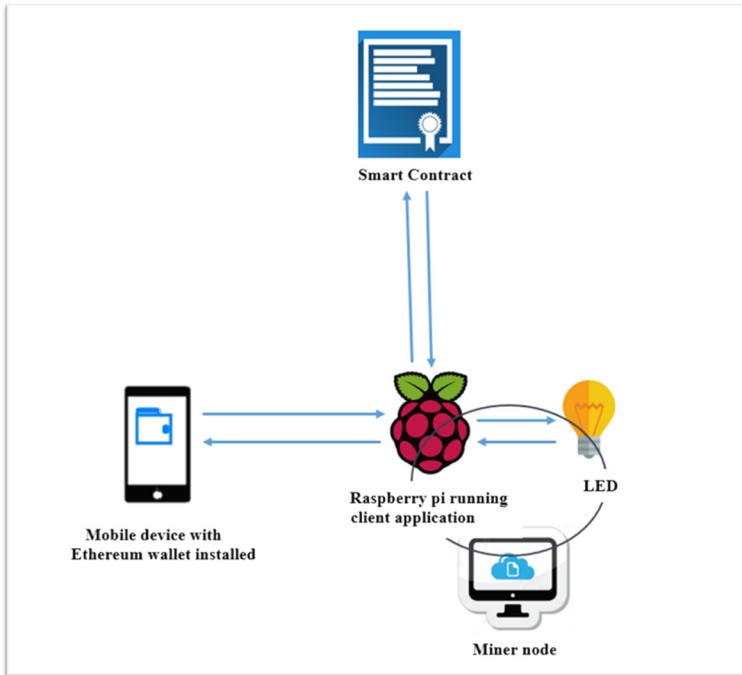 Smart Contract
Raspberry pi running
client application
LED
Mobile device with
Ethereum wallet installed
Miner node